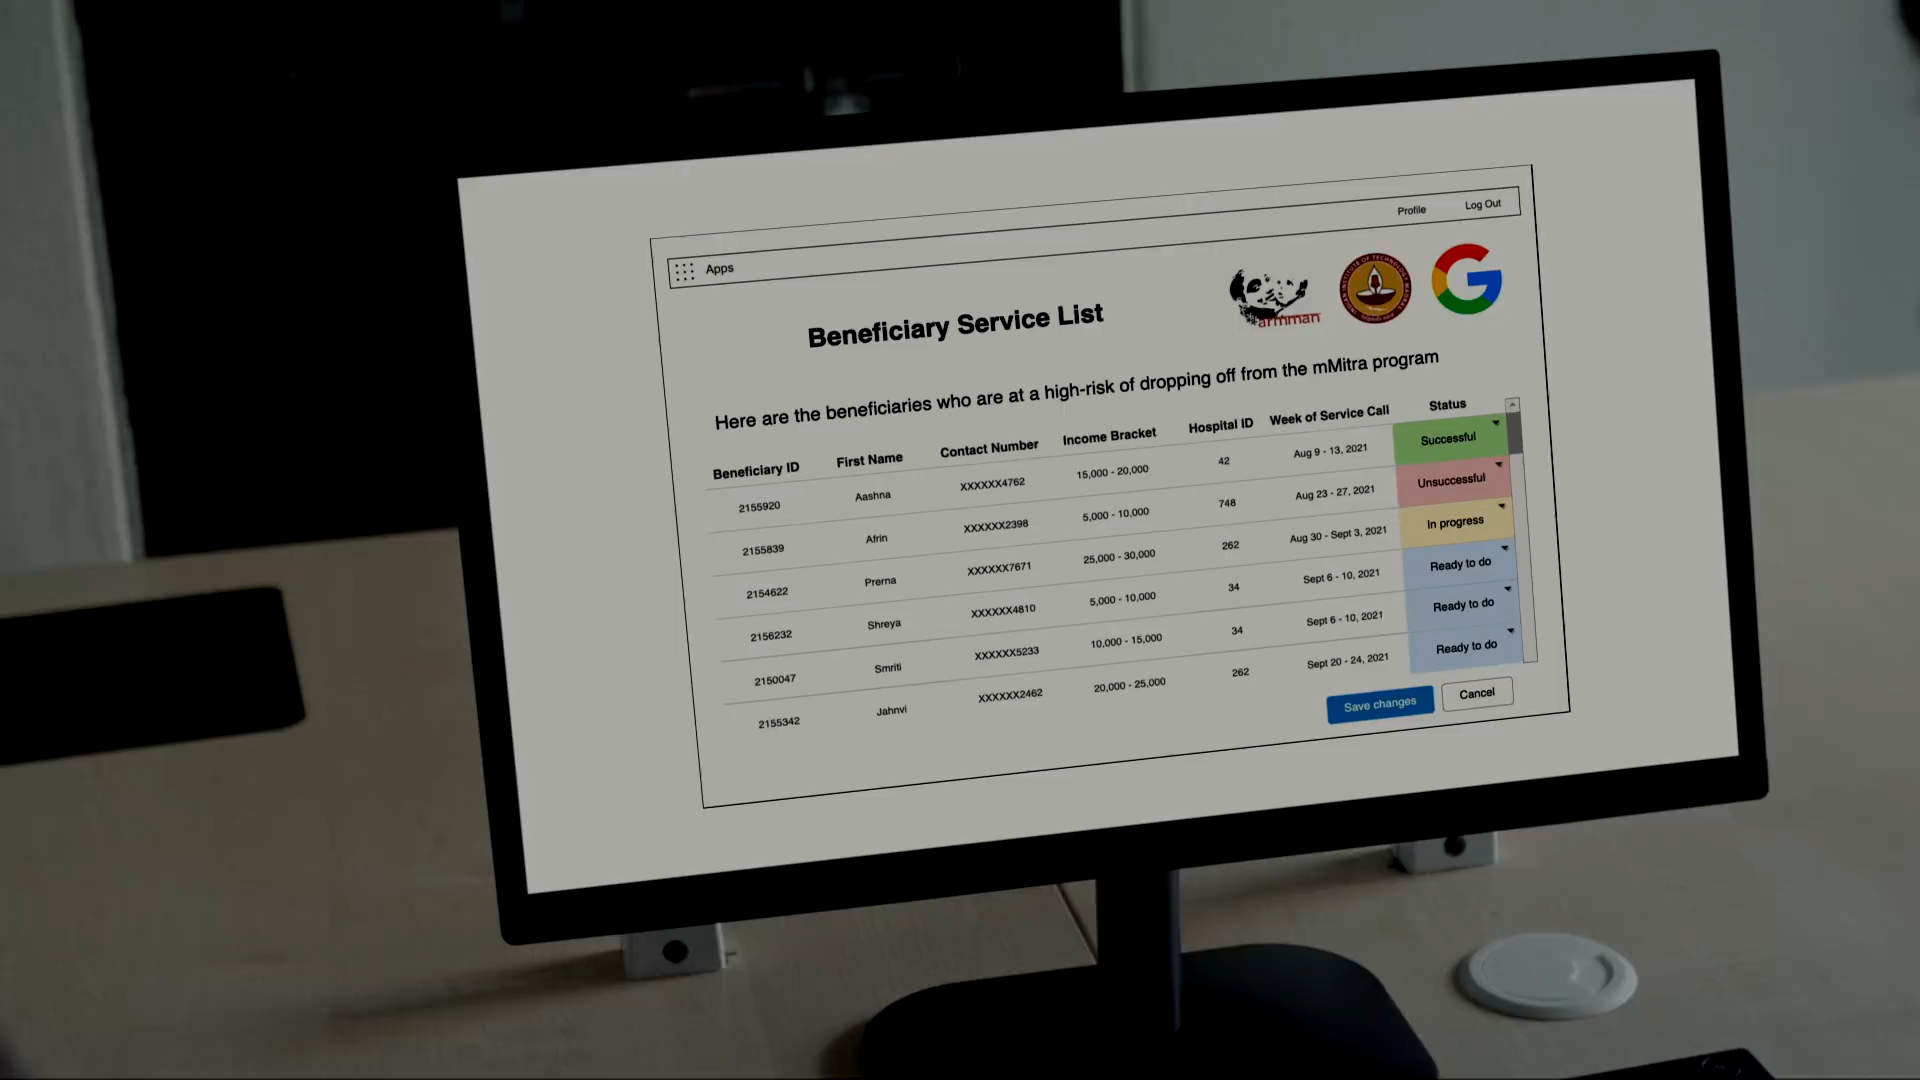 Apps Profile Log Out
armman
Beneficiary Service List
Here are the beneficiaries who are at a high-risk of dropping off from the mMitra program
Beneficiary ID First Name Contact Number Income Bracket Hospital ID Week of Service Call Status
2155920 Aashna XXXXXX4762 15,000 - 20,000 42 Aug 9 - 13, 2021 Successful
2155839 Afrin XXXXXX2398 5,000 - 10,000 748 Aug 23 - 27, 2021 Unsuccessful
2154622 Prerna XXXXXX7671 25,000 - 30,000 262 Aug 30 - Sept 3, 2021 In progress
2156232 Shreya XXXXXX4810 5,000 - 10,000 34 Sept 6 - 10, 2021 Ready to do
2150047 Smriti XXXXXX5233 10,000 - 15,000 34 Sept 6 - 10, 2021 Ready to do
2155342 Jahnvi XXXXXX2462 20,000 - 25,000 262 Sept 20 - 24, 2021 Ready to do
Save changes Cancel